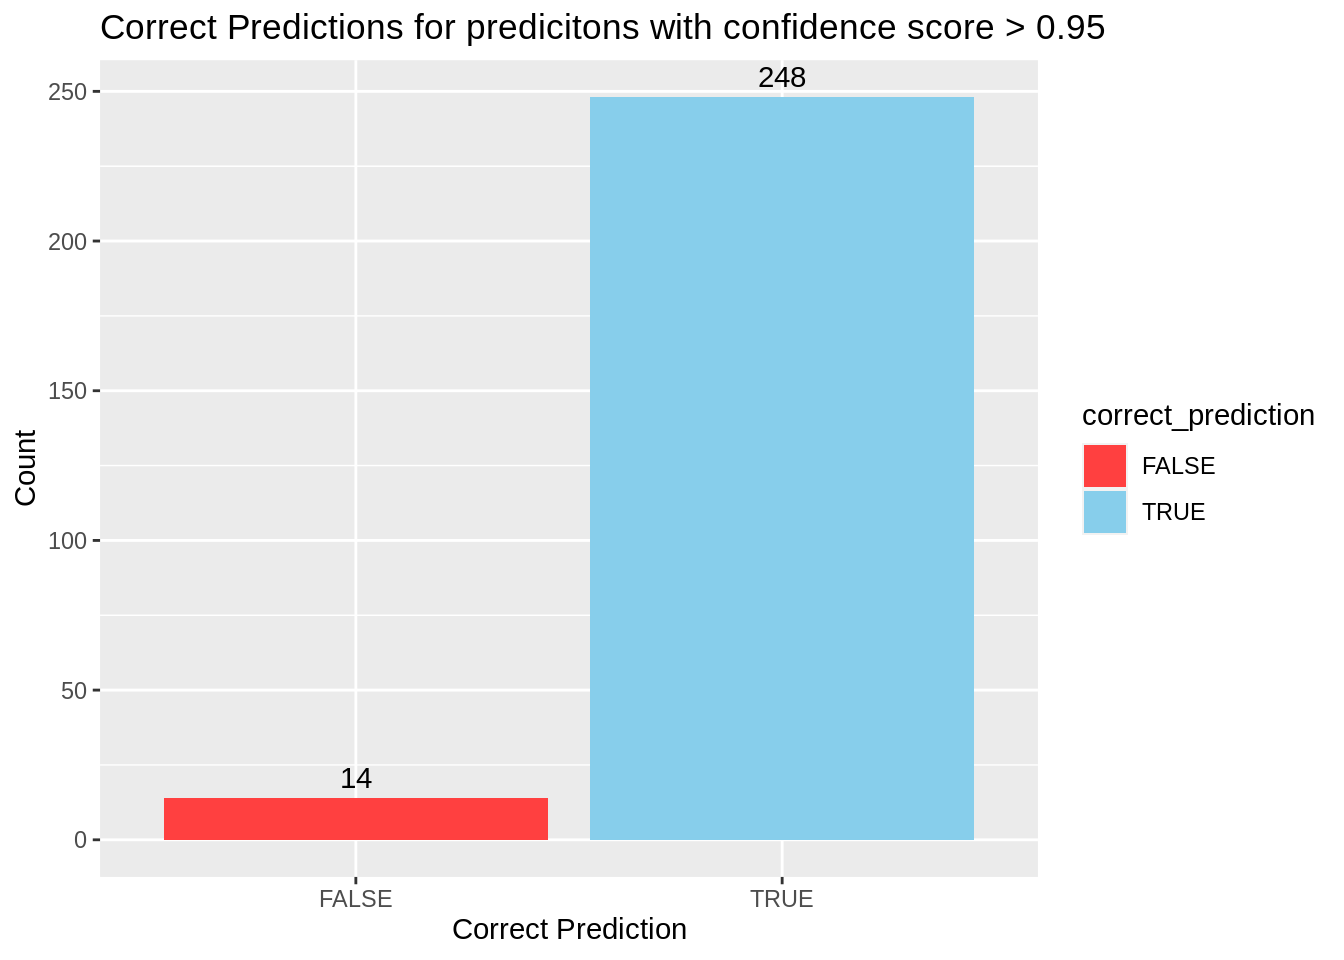 Correct Predictions for predicitons with confidence score > 0.95
248
250
200
150
100
50
0
14
Count
FALSE
TRUE
Correct Prediction
correct_prediction
FALSE
TRUE